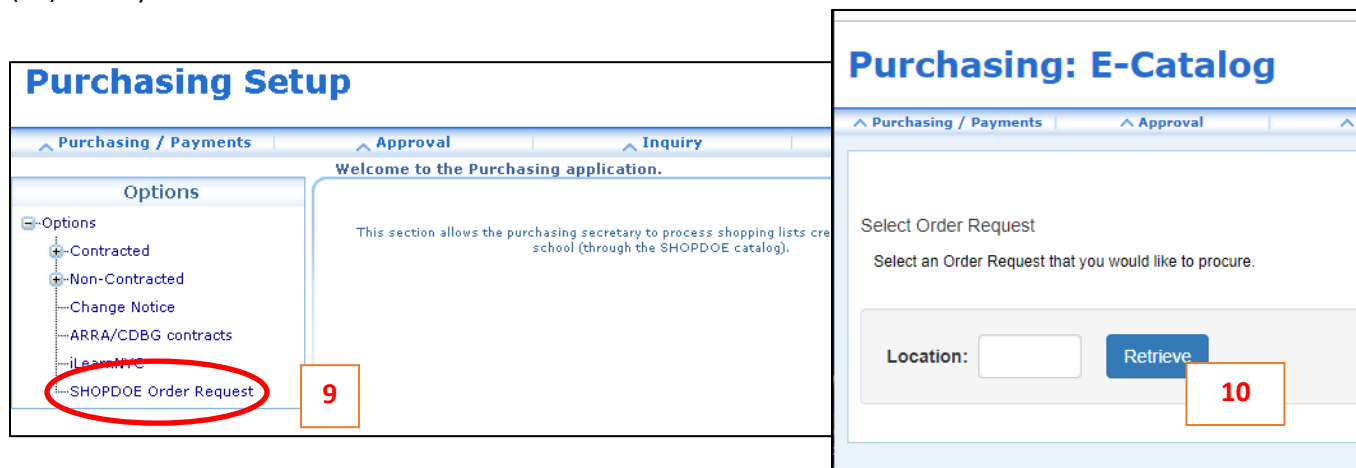 Purchasing Setup
Purchasing / Payments
Approval
Inquiry
Welcome to the Purchasing application.
Options
Options
Contracted
Non-Contracted
Change Notice
ARRA/CDBG contracts
iLearnNYC
SHOPDOE Order Request
9
This section allows the purchasing secretary to process shopping lists cre
school (through the SHOPDOE catalog).
Purchasing: E-Catalog
Purchasing / Payments
Approval
Select Order Request
Select an Order Request that you would like to procure.
Location:
Retrieve
10